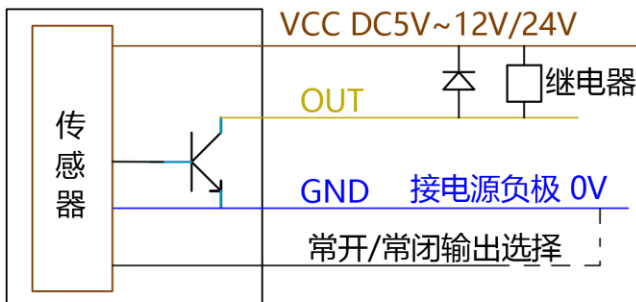 VCC DC5V~12V/24V
继电器
OUT
传感器
GND 接电源负极 0V
常开/常闭输出选择